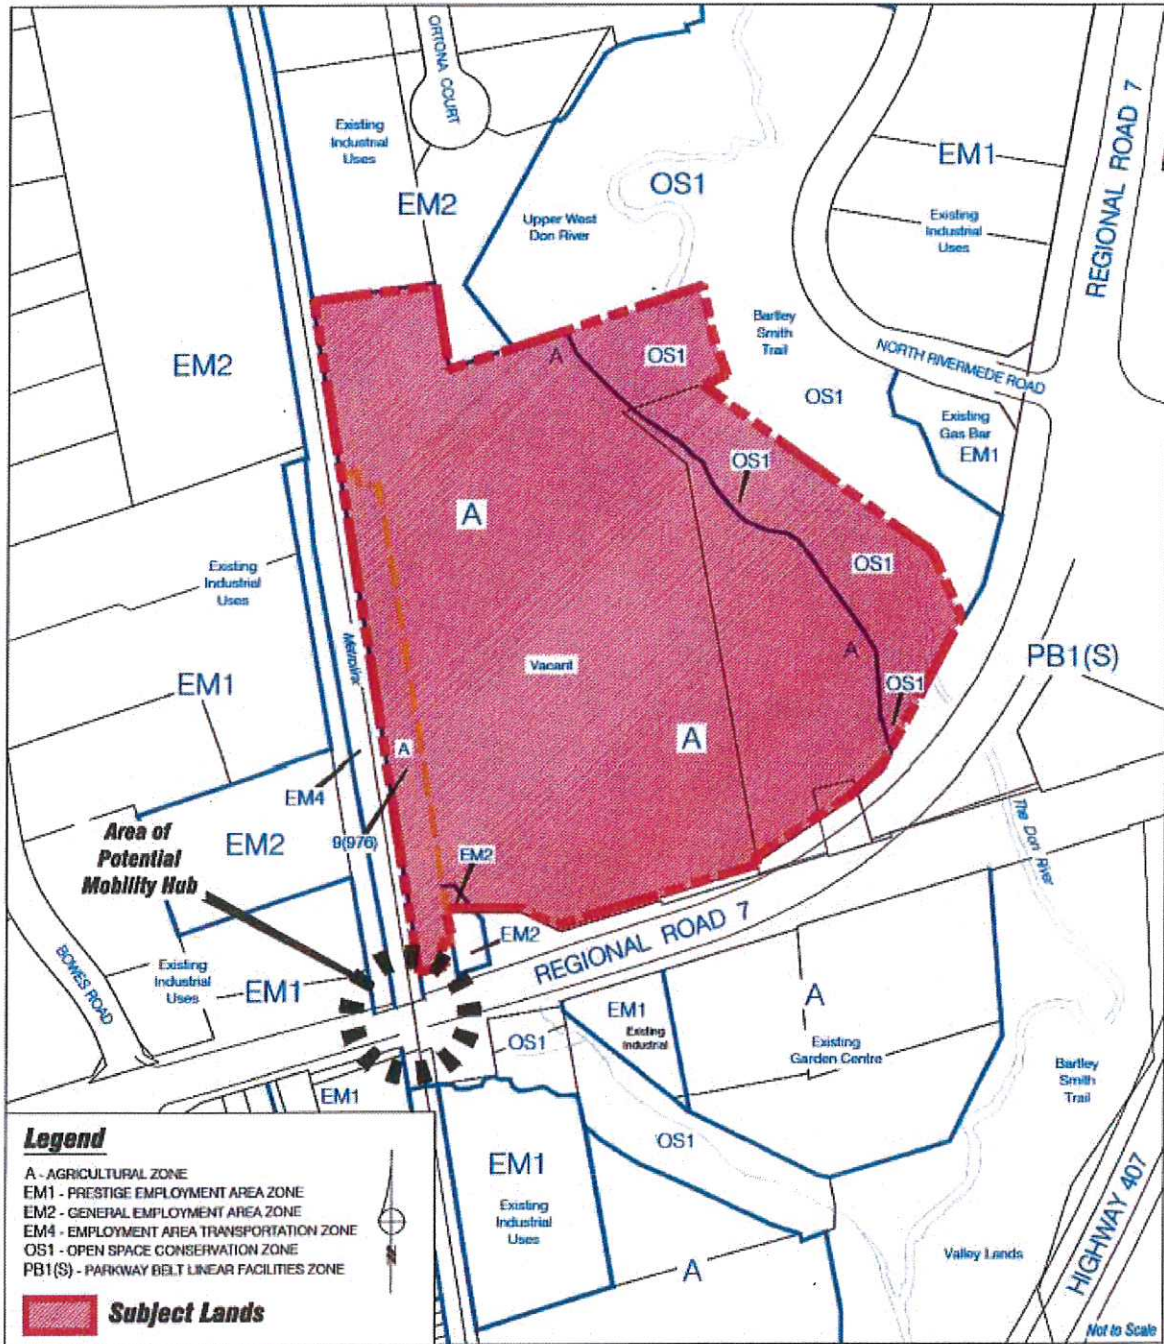 ORTONA COURT
REGIONAL ROAD 7
Existing
Industrial
Uses
EM1
OS1
EM2
Upper West
Don River
Existing
Industrial
Uses
Bartley
Smith
Trail
NORTH RIVERMEDE ROAD
EM2
A
OS1
OS1
Existing
Gas Bar
EM1
OS1
A
OS1
Existing
Industrial
Uses
Metrolinx
A
PB1(S)
Vacant
EM1
OS1
A
A
EM4
The Don River
Area of
Potential
Mobility Hub
9(976)
EM2
EM2
EM2
REGIONAL ROAD 7
BOWES ROAD
Existing
Industrial
Uses
EM1
A
EM1
Existing
Industrial
OS1
Existing
Garden Centre
Bartley
Smith
Trail
EM1
OS1
EM1
Existing
Industrial
Uses
A
Valley Lands
HIGHWAY 407
Legend
A - AGRICULTURAL ZONE
EM1 - PRESTIGE EMPLOYMENT AREA ZONE
EM2 - GENERAL EMPLOYMENT AREA ZONE
EM4 - EMPLOYMENT AREA TRANSPORTATION ZONE
OS1 - OPEN SPACE CONSERVATION ZONE
PB1(S) - PARKWAY BELT LINEAR FACILITIES ZONE
N
Subject Lands
Not to Scale